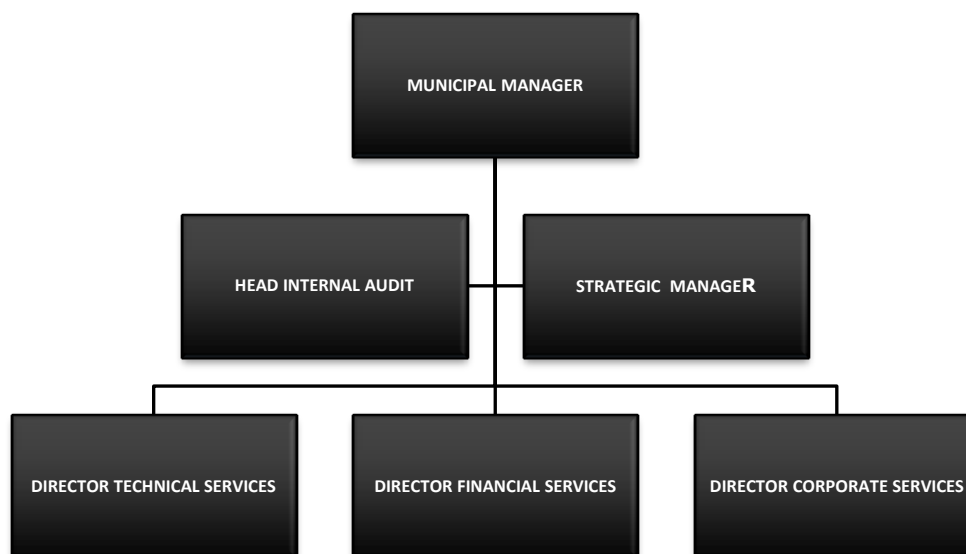 MUNICIPAL MANAGER
HEAD INTERNAL AUDIT
STRATEGIC MANAGER
DIRECTOR TECHNICAL SERVICES
DIRECTOR FINANCIAL SERVICES
DIRECTOR CORPORATE SERVICES